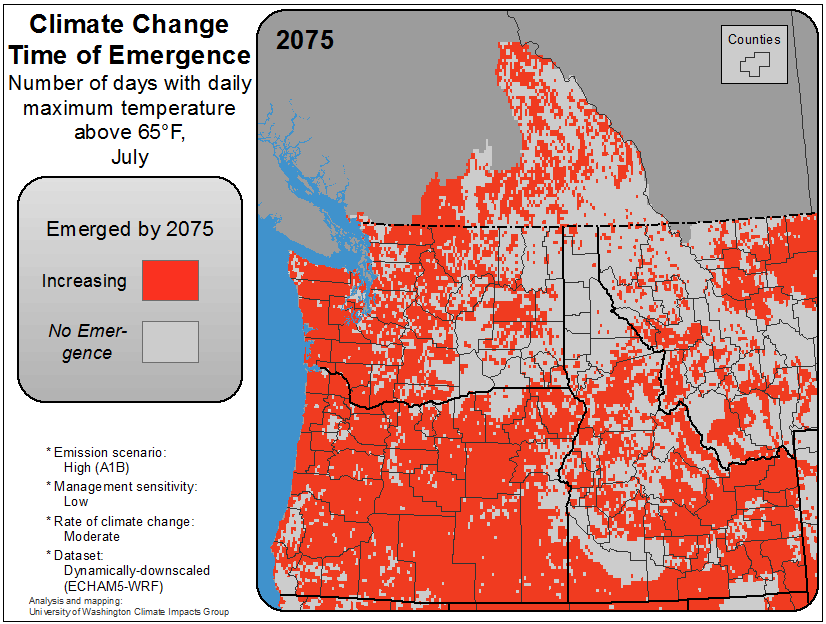 Climate Change
Time of Emergence
Number of days with daily
maximum temperature
above 65°F,
July
Emerged by 2075
Increasing
No Emer-
gence
* Emission scenario:
High (A1B)
* Management sensitivity:
Low
* Rate of climate change:
Moderate
* Dataset:
Dynamically-downscaled
(ECHAM5-WRF)
Analysis and mapping:
University of Washington Climate Impacts Group
2075
Counties